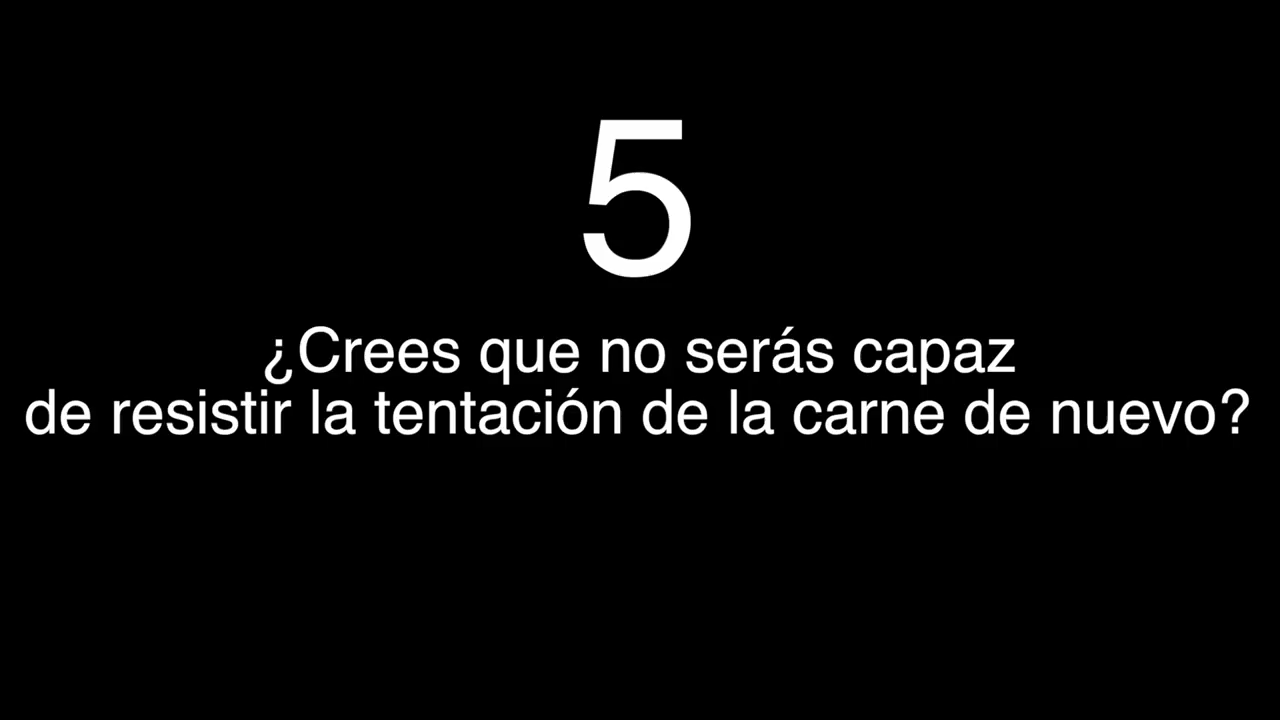 5
¿Crees que no serás capaz
de resistir la tentación de la carne de nuevo?